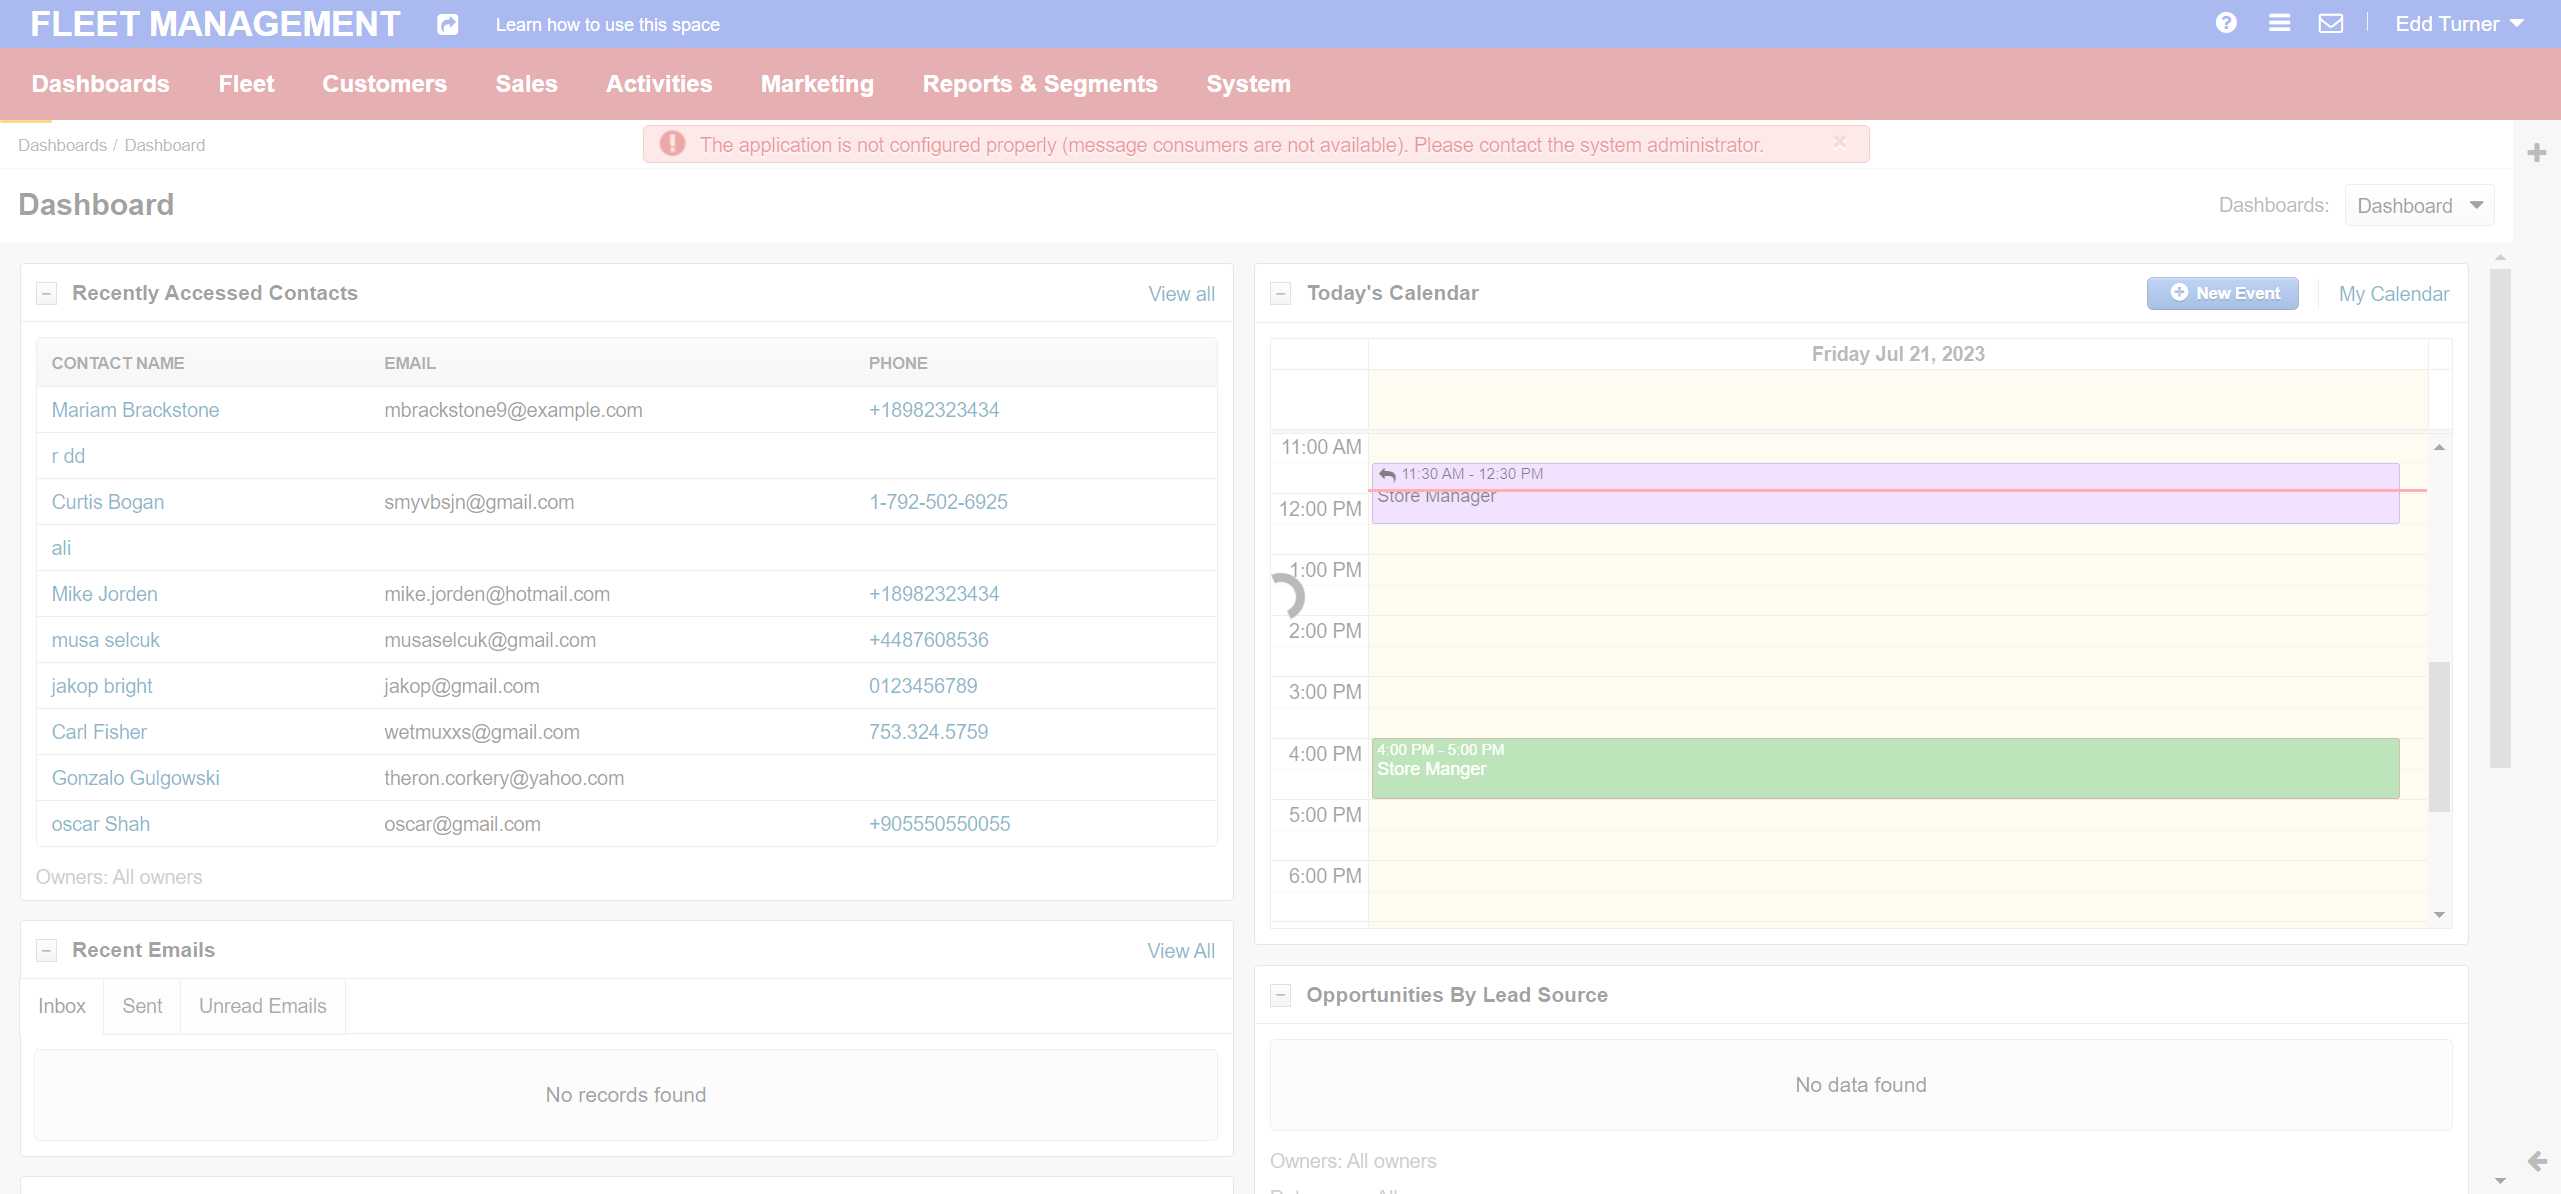 FLEET MANAGEMENT
Learn how to use this space
Edd Turner
Dashboards Fleet Customers Sales Activities Marketing Reports & Segments System
Dashboards / Dashboard
The application is not configured properly (message consumers are not available). Please contact the system administrator.
Dashboard
Dashboards: Dashboard
Recently Accessed Contacts
View all
CONTACT NAME EMAIL PHONE
Mariam Brackstone mbrackstone9@example.com +18982323434
r dd
Curtis Bogan smyvbsjn@gmail.com 1-792-502-6925
ali
Mike Jorden mike.jorden@hotmail.com +18982323434
musa selcuk musaselcuk@gmail.com +4487608536
jakop bright jakop@gmail.com 0123456789
Carl Fisher wetmuxxs@gmail.com 753.324.5759
Gonzalo Gulgowski theron.corkery@yahoo.com
oscar Shah oscar@gmail.com +905550550055
Owners: All owners
Recent Emails
View All
Inbox Sent Unread Emails
No records found
Today's Calendar
New Event
My Calendar
Friday Jul 21, 2023
11:00 AM
11:30 AM - 12:30 PM
Store Manager
12:00 PM
1:00 PM
2:00 PM
3:00 PM
4:00 PM
4:00 PM - 5:00 PM
Store Manger
5:00 PM
6:00 PM
Opportunities By Lead Source
No data found
Owners: All owners